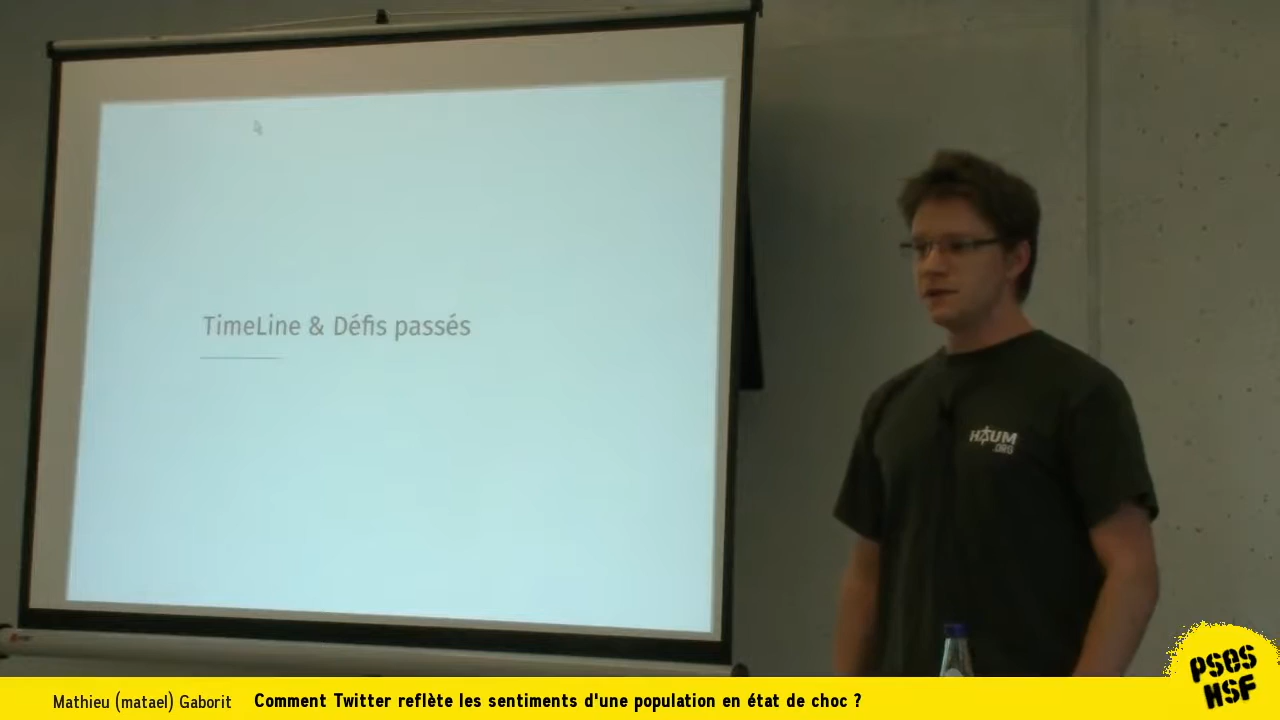 TimeLine & Défis passés
HAUM
.ORG
Mathieu (matael) Gaborit Comment Twitter reflète les sentiments d'une population en état de choc ?
PSES
HSF